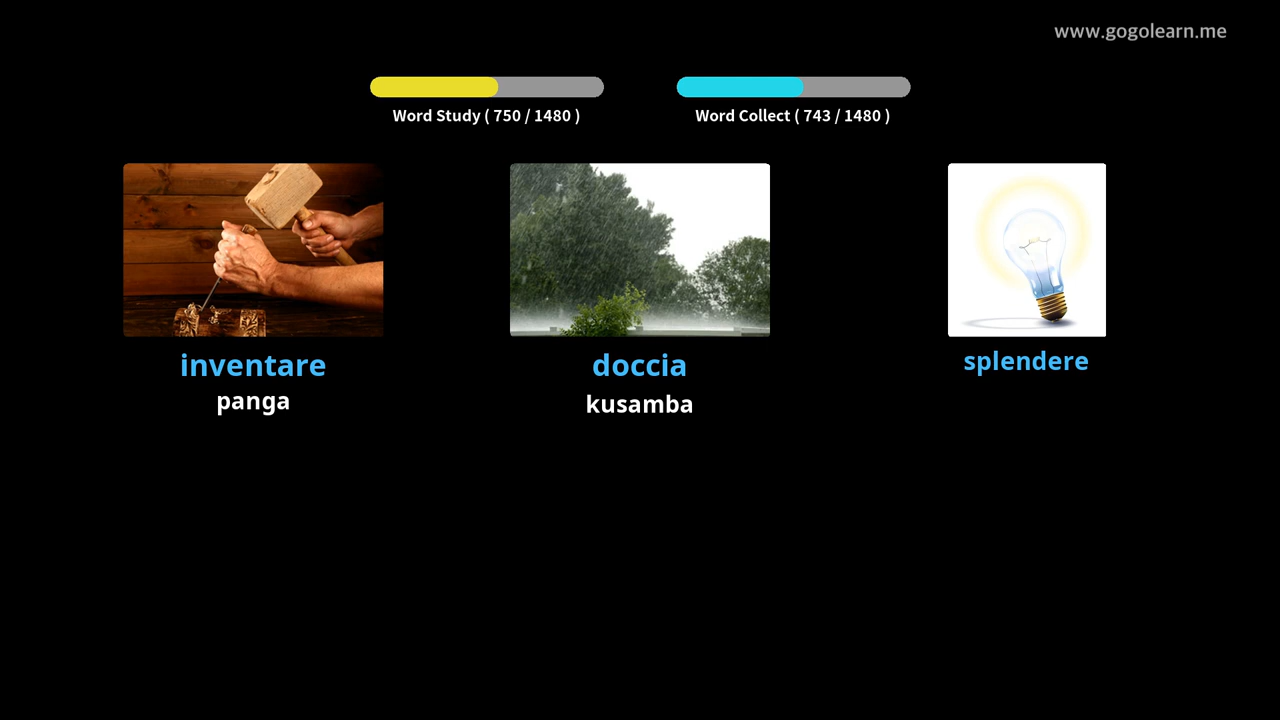 www.gogolearn.me
Word Study ( 750 / 1480 )
Word Collect ( 743 / 1480 )
inventare
panga
doccia
kusamba
splendere